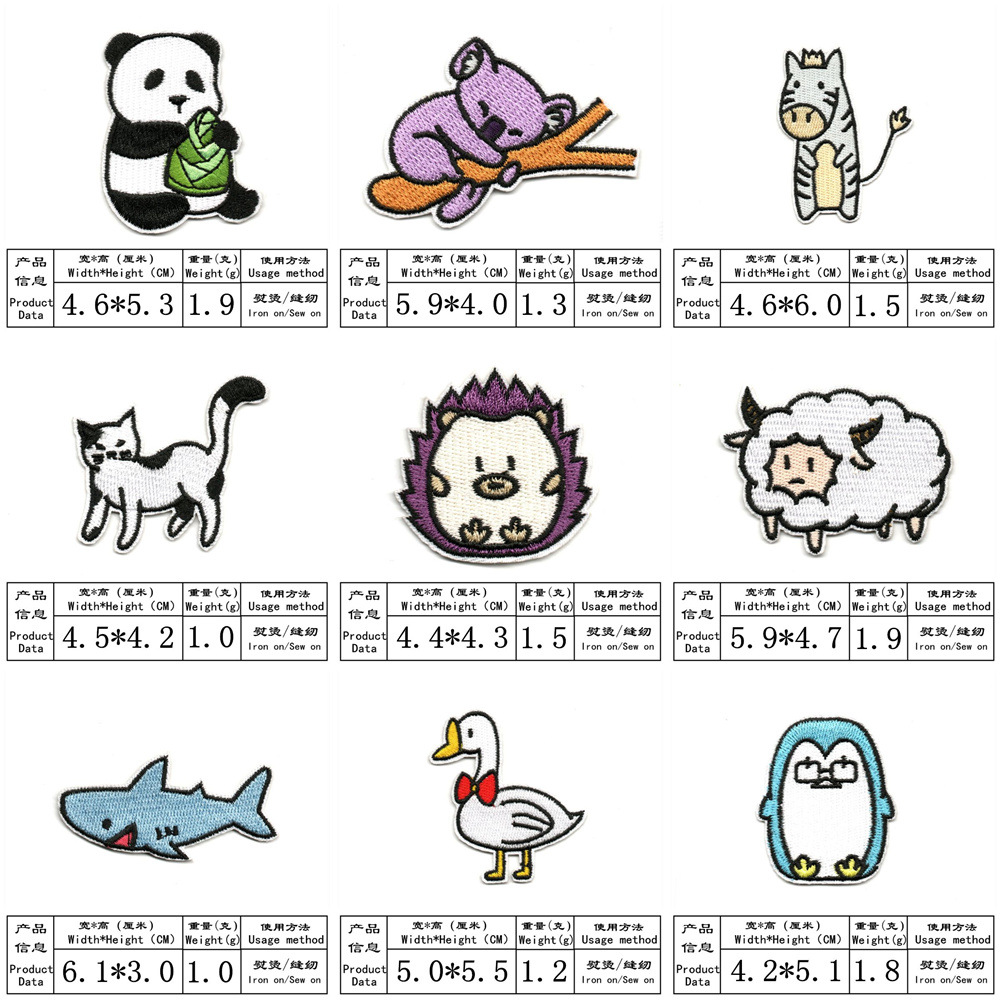 产品 信息 Product Data
宽*高 (厘米) 重量(克) 使用方法
Width*Height (CM) Weight(g) Usage method
4.6*5.3 1.9 熨烫/缝纫
Iron on/Sew on
产品 信息 Product Data
宽*高 (厘米) 重量(克) 使用方法
Width*Height (CM) Weight(g) Usage method
5.9*4.0 1.3 熨烫/缝纫
Iron on/Sew on
产品 信息 Product Data
宽*高 (厘米) 重量(克) 使用方法
Width*Height (CM) Weight(g) Usage method
4.6*6.0 1.5 熨烫/缝纫
Iron on/Sew on
产品 信息 Product Data
宽*高 (厘米) 重量(克) 使用方法
Width*Height (CM) Weight(g) Usage method
4.5*4.2 1.0 熨烫/缝纫
Iron on/Sew on
产品 信息 Product Data
宽*高 (厘米) 重量(克) 使用方法
Width*Height (CM) Weight(g) Usage method
4.4*4.3 1.5 熨烫/缝纫
Iron on/Sew on
产品 信息 Product Data
宽*高 (厘米) 重量(克) 使用方法
Width*Height (CM) Weight(g) Usage method
5.9*4.7 1.9 熨烫/缝纫
Iron on/Sew on
产品 信息 Product Data
宽*高 (厘米) 重量(克) 使用方法
Width*Height (CM) Weight(g) Usage method
6.1*3.0 1.0 熨烫/缝纫
Iron on/Sew on
产品 信息 Product Data
宽*高 (厘米) 重量(克) 使用方法
Width*Height (CM) Weight(g) Usage method
5.0*5.5 1.2 熨烫/缝纫
Iron on/Sew on
产品 信息 Product Data
宽*高 (厘米) 重量(克) 使用方法
Width*Height (CM) Weight(g) Usage method
4.2*5.1 1.8 熨烫/缝纫
Iron on/Sew on